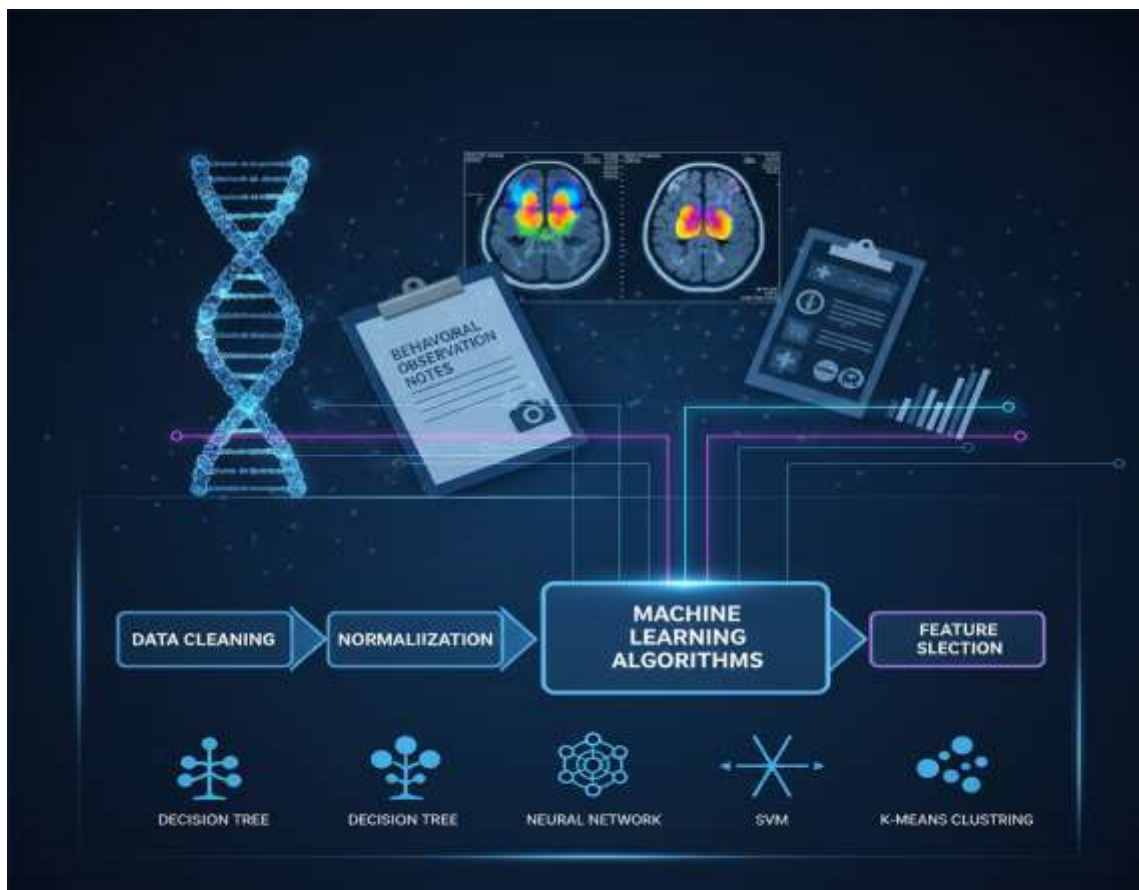 BEHAVORAL
OBSERVATION
NOTES
DATA CLEANING
NORMALIIZATION
MACHINE
LEARNING
ALGORITHMS
FEATURE
SLECTION
DECISION TREE
DECISION TREE
NEURAL NETWORK
SVM
K-MEANS CLUSTRING